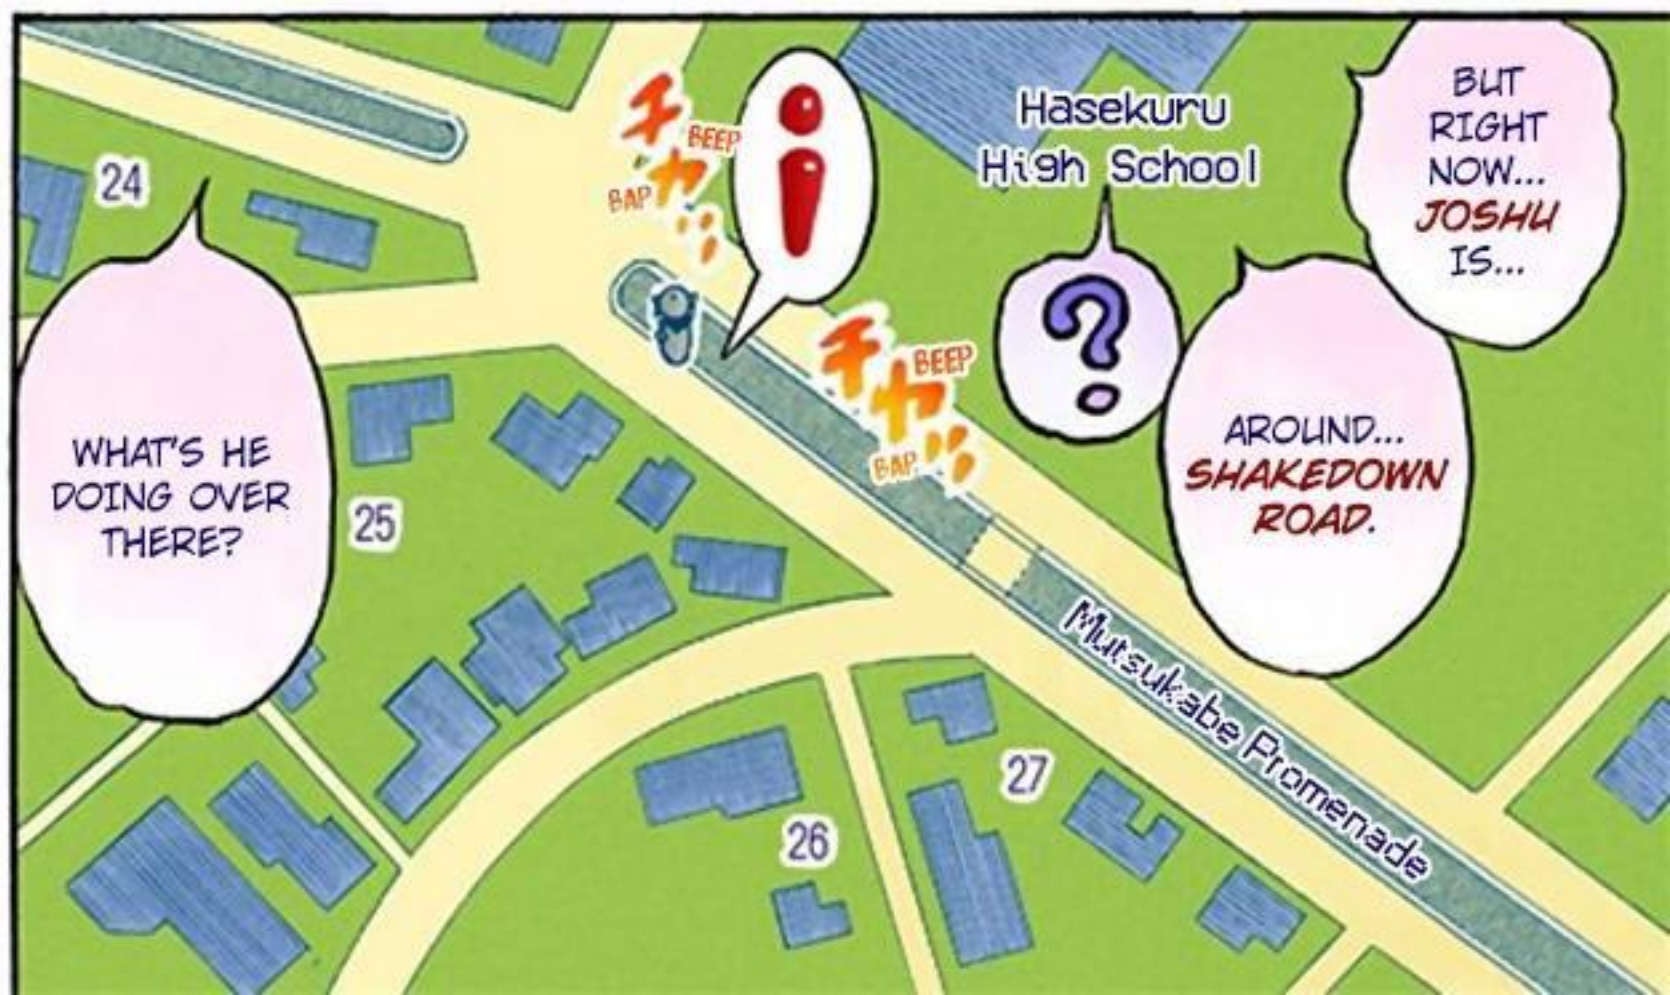 BUT
RIGHT
NOW...
JOSHU
IS...
AROUND...
SHAKEDOWN
ROAD.
?
Hasekuru
High School
!
チ
カッ
BEEP
BAP
チ
カッ
BEEP
BAP
24
WHAT'S HE
DOING OVER
THERE?
25
26
27
Mutsukabe Promenade